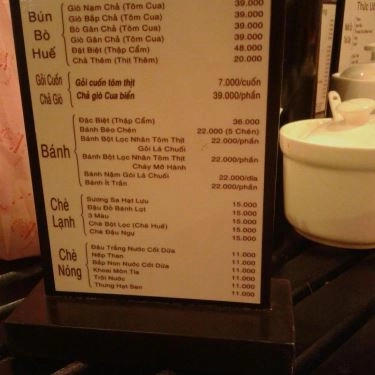 Bún
Bò
Huế
Giò Nạm Chả (Tôm Cua) 39.000
Giò Bắp Chả (Tôm Cua) 39.000
Bò Gân Chả (Tôm Cua) 39.000
Giò Gân Chả (Tôm Cua) 39.000
Đặt Biệt (Thập Cẩm) 48.000
Chả Thêm (Thịt Thêm) 20.000
Gỏi Cuốn
Gỏi cuốn tôm thịt 7.000/cuốn
Chả Giò
Chả giò Cua biển 39.000/phần
Bánh
Đặc Biệt (Thập Cẩm) 36.000
Bánh Bèo Chén 22.000 (5 Chén)
Bánh Bột Lọc Nhân Tôm Thịt 22.000/phần
Gói Lá Chuối
Bánh Bột Lọc Nhân Tôm Thịt 22.000/phần
Cháy Mỡ Hành
Bánh Nậm Gói Lá Chuối 22.000/dĩa
Bánh Ít Trần 22.000/phần
Chè
Lạnh
Sương Sa Hạt Lựu 15.000
Đậu Đỏ Bánh Lọt 15.000
3 Màu 15.000
Chè Bột Lọc (Chè Huế) 15.000
Chè Đậu Ngự 15.000
Chè
Nóng
Đậu Trắng Nước Cốt Dừa 11.000
Nếp Than 11.000
Bắp Non Nước Cốt Dừa 11.000
Khoai Môn Tía 11.000
Trôi Nước 11.000
Thưng Hạt Sen 11.000
Thức